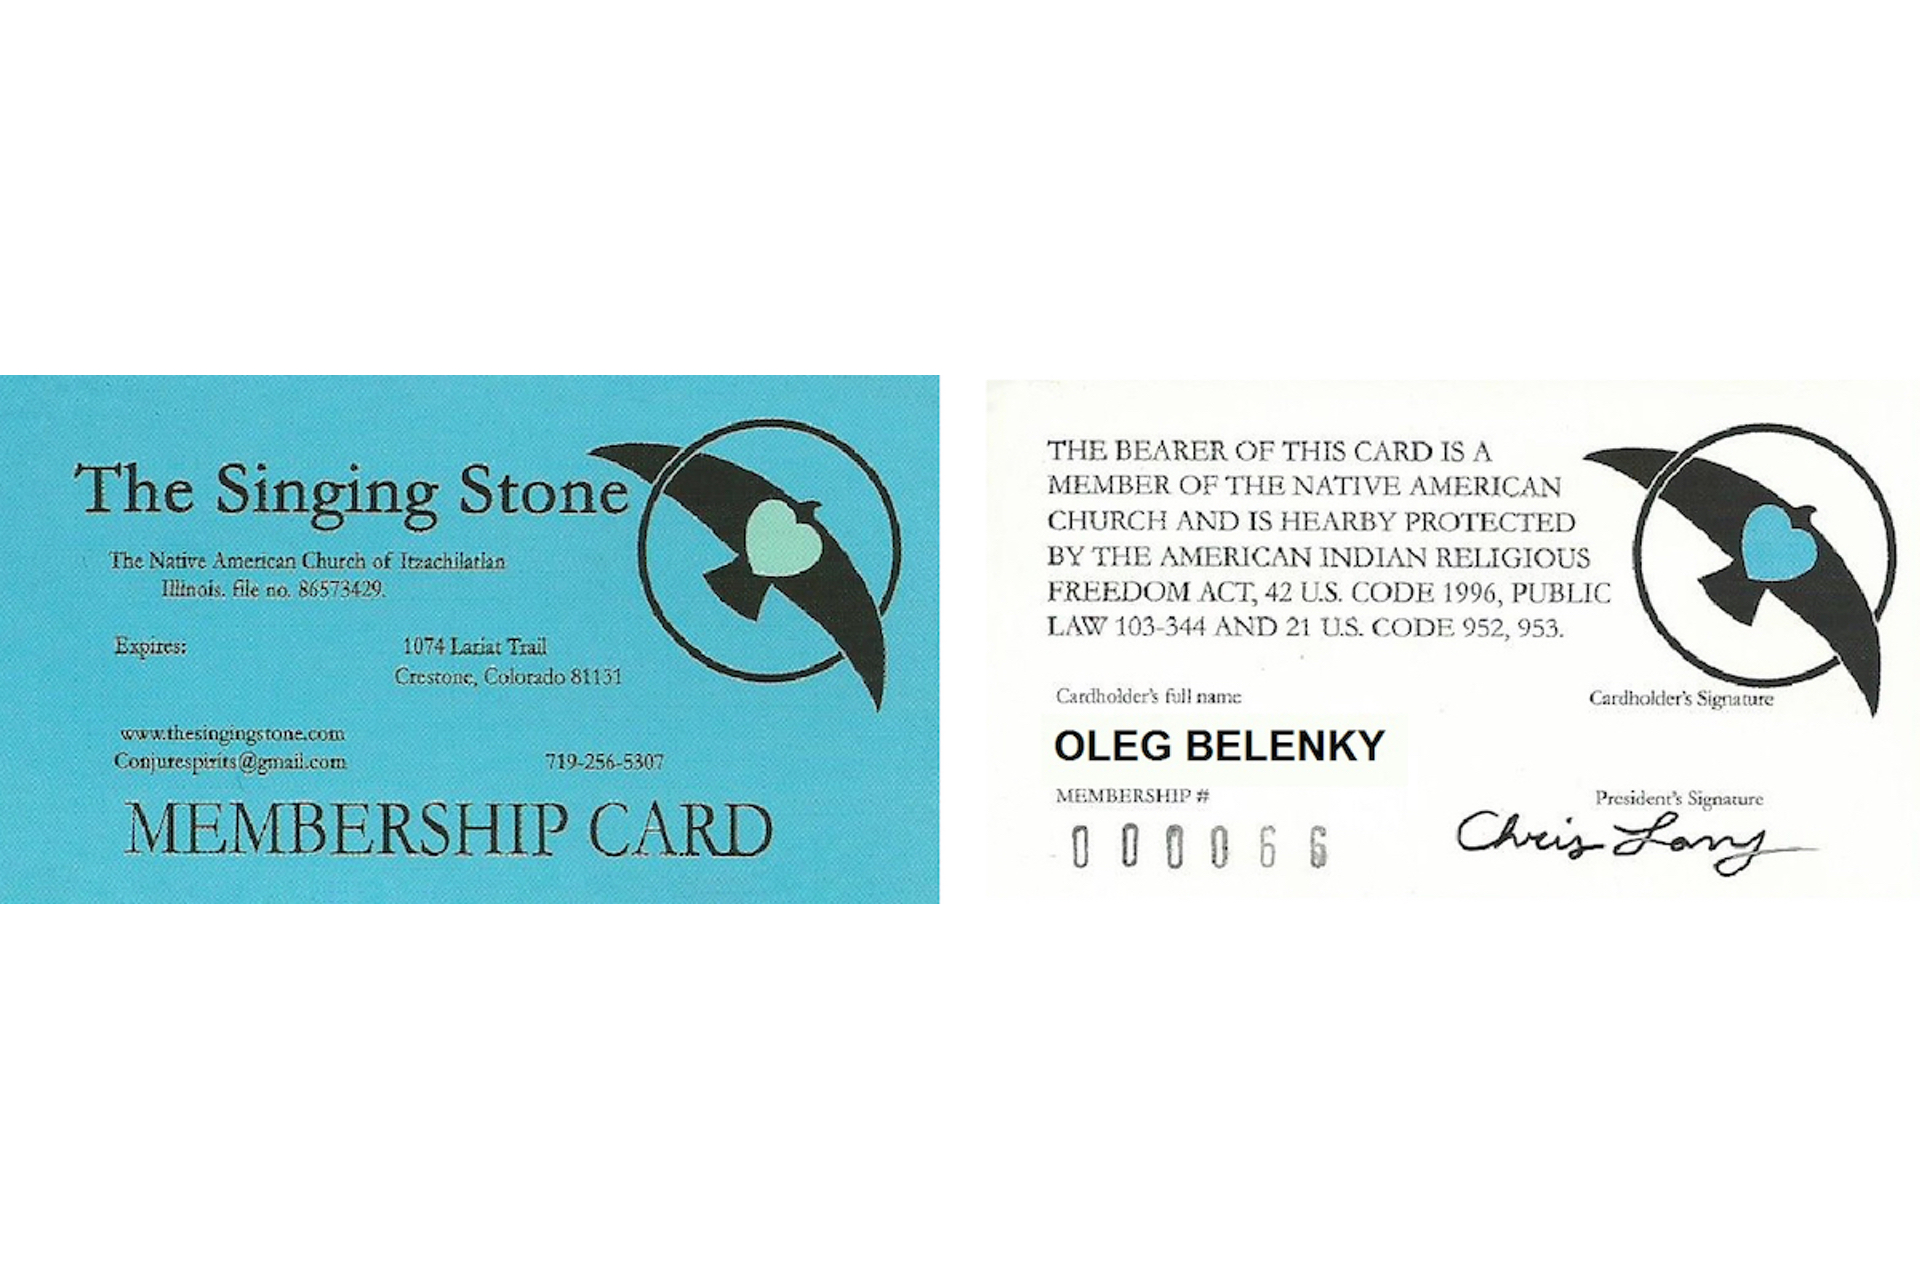 The Singing Stone
The Native American Church of Itzachilatlan
Illinois. file no. 86573429.
Expires:
1074 Lariat Trail
Crestone, Colorado 81131
www.thesingingstone.com
Conjurespirits@gmail.com
719-256-5307
MEMBERSHIP CARD
THE BEARER OF THIS CARD IS A
MEMBER OF THE NATIVE AMERICAN
CHURCH AND IS HEARBY PROTECTED
BY THE AMERICAN INDIAN RELIGIOUS
FREEDOM ACT, 42 U.S. CODE 1996, PUBLIC
LAW 103-344 AND 21 U.S. CODE 952, 953.
Cardholder's full name
Cardholder's Signature
OLEG BELENKY
MEMBERSHIP #
President's Signature
000066
Chris Long